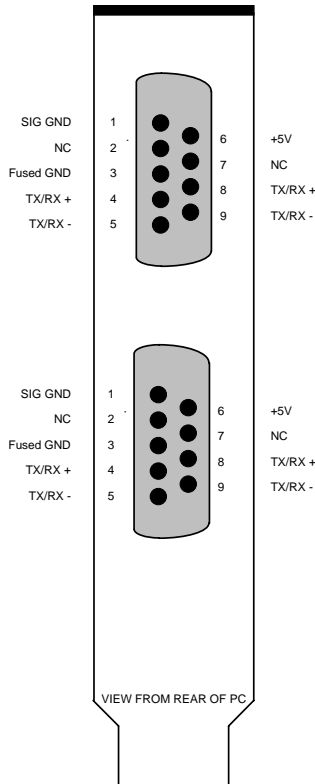 SIG GND 1
6 +5V
NC 2
7 NC
Fused GND 3
8 TX/RX +
TX/RX + 4
9 TX/RX -
TX/RX - 5
SIG GND 1
6 +5V
NC 2
7 NC
Fused GND 3
8 TX/RX +
TX/RX + 4
9 TX/RX -
TX/RX - 5
VIEW FROM REAR OF PC